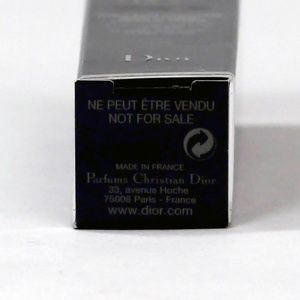 Dior
NE PEUT ÊTRE VENDU
NOT FOR SALE
MADE IN FRANCE
Parfums Christian Dior
33, avenue Hoche
75008 Paris - France
www.dior.com